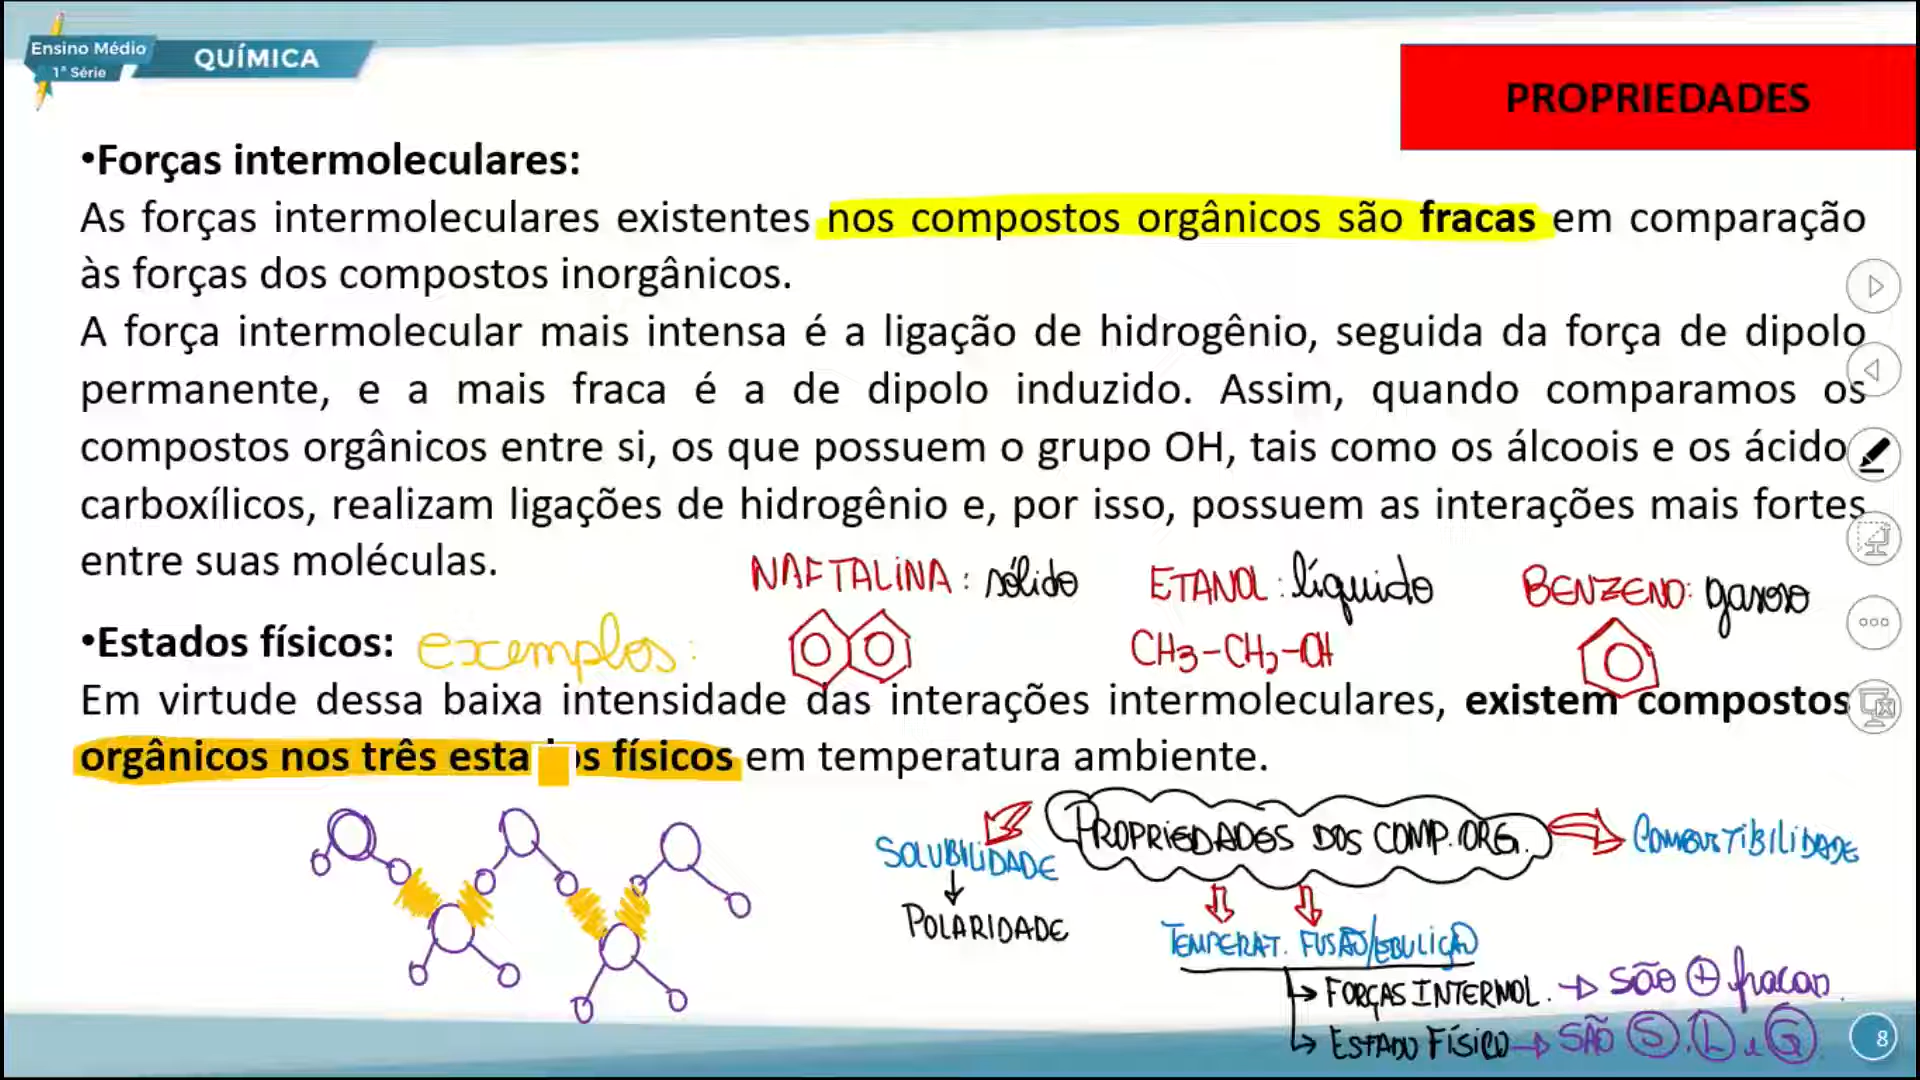 Ensino Médio
1ª Série
QUÍMICA
PROPRIEDADES
•Forças intermoleculares:
As forças intermoleculares existentes nos compostos orgânicos são fracas em comparação
às forças dos compostos inorgânicos.
A força intermolecular mais intensa é a ligação de hidrogênio, seguida da força de dipolo
permanente, e a mais fraca é a de dipolo induzido. Assim, quando comparamos os
compostos orgânicos entre si, os que possuem o grupo OH, tais como os álcoois e os ácido
carboxílicos, realizam ligações de hidrogênio e, por isso, possuem as interações mais fortes
entre suas moléculas.
NAFTALINA: sólido ETANOL: líquido BENZENO: gasoso
•Estados físicos: exemplos:
CH3-CH2-OH
Em virtude dessa baixa intensidade das interações intermoleculares, existem compostos
orgânicos nos três esta os físicos em temperatura ambiente.
PROPRIEDADES DOS COMP. ORG.
SOLUBILIDADE
COMBUSTIBILIDADE
POLARIDADE
TEMPERAT. FUSÃO/EBULIÇÃO
FORÇAS INTERMOL. → SÃO + fracas.
ESTADO FÍSICO → SÃO S, L e G
8